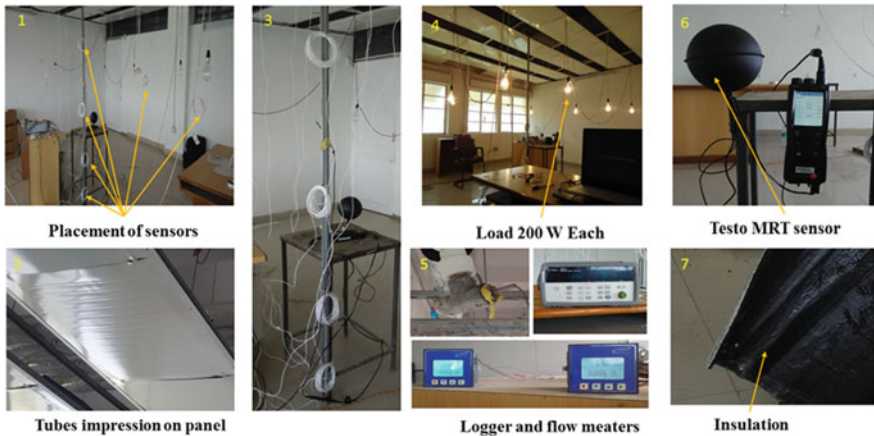 1
3
4
6
Placement of sensors
Load 200 W Each
Testo MRT sensor
2
5
7
Tubes impression on panel
Logger and flow meaters
Insulation